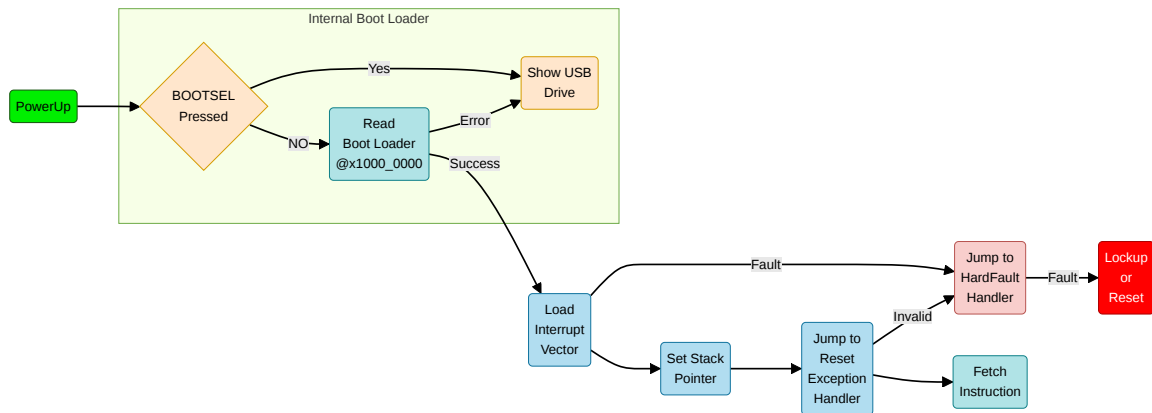 Internal Boot Loader
PowerUp
BOOTSEL
Pressed
Yes
Show USB
Drive
NO
Read
Boot Loader
@x1000_0000
Error
Success
Load
Interrupt
Vector
Fault
Set Stack
Pointer
Jump to
Reset
Exception
Handler
Invalid
Jump to
HardFault
Handler
Fault
Lockup
or
Reset
Fetch
Instruction